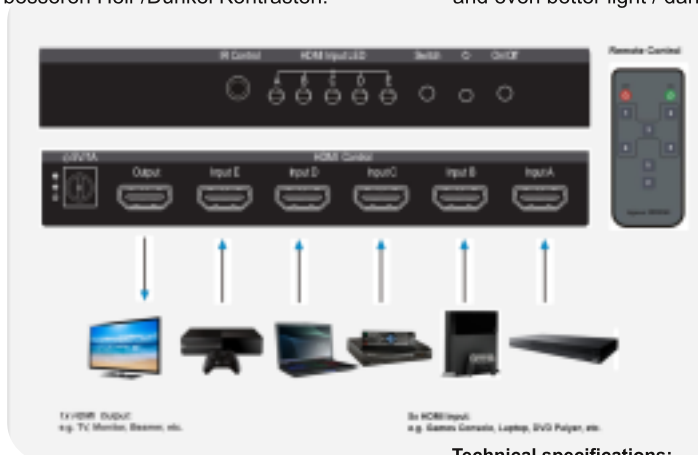 besseren Hell-/Dunkel Kontrasten.
and even better light / dar
Remote Control
IR Control HDMI Input LED Switch On/Off
A B C D E
HDMI Control
Output Input E Input D Input C Input B Input A
1x HDMI Output:
e.g. TV, Monitor, Beamer, etc.
5x HDMI Input:
e.g. Games Console, Laptop, DVD Palyer, etc.
Technical specifications: